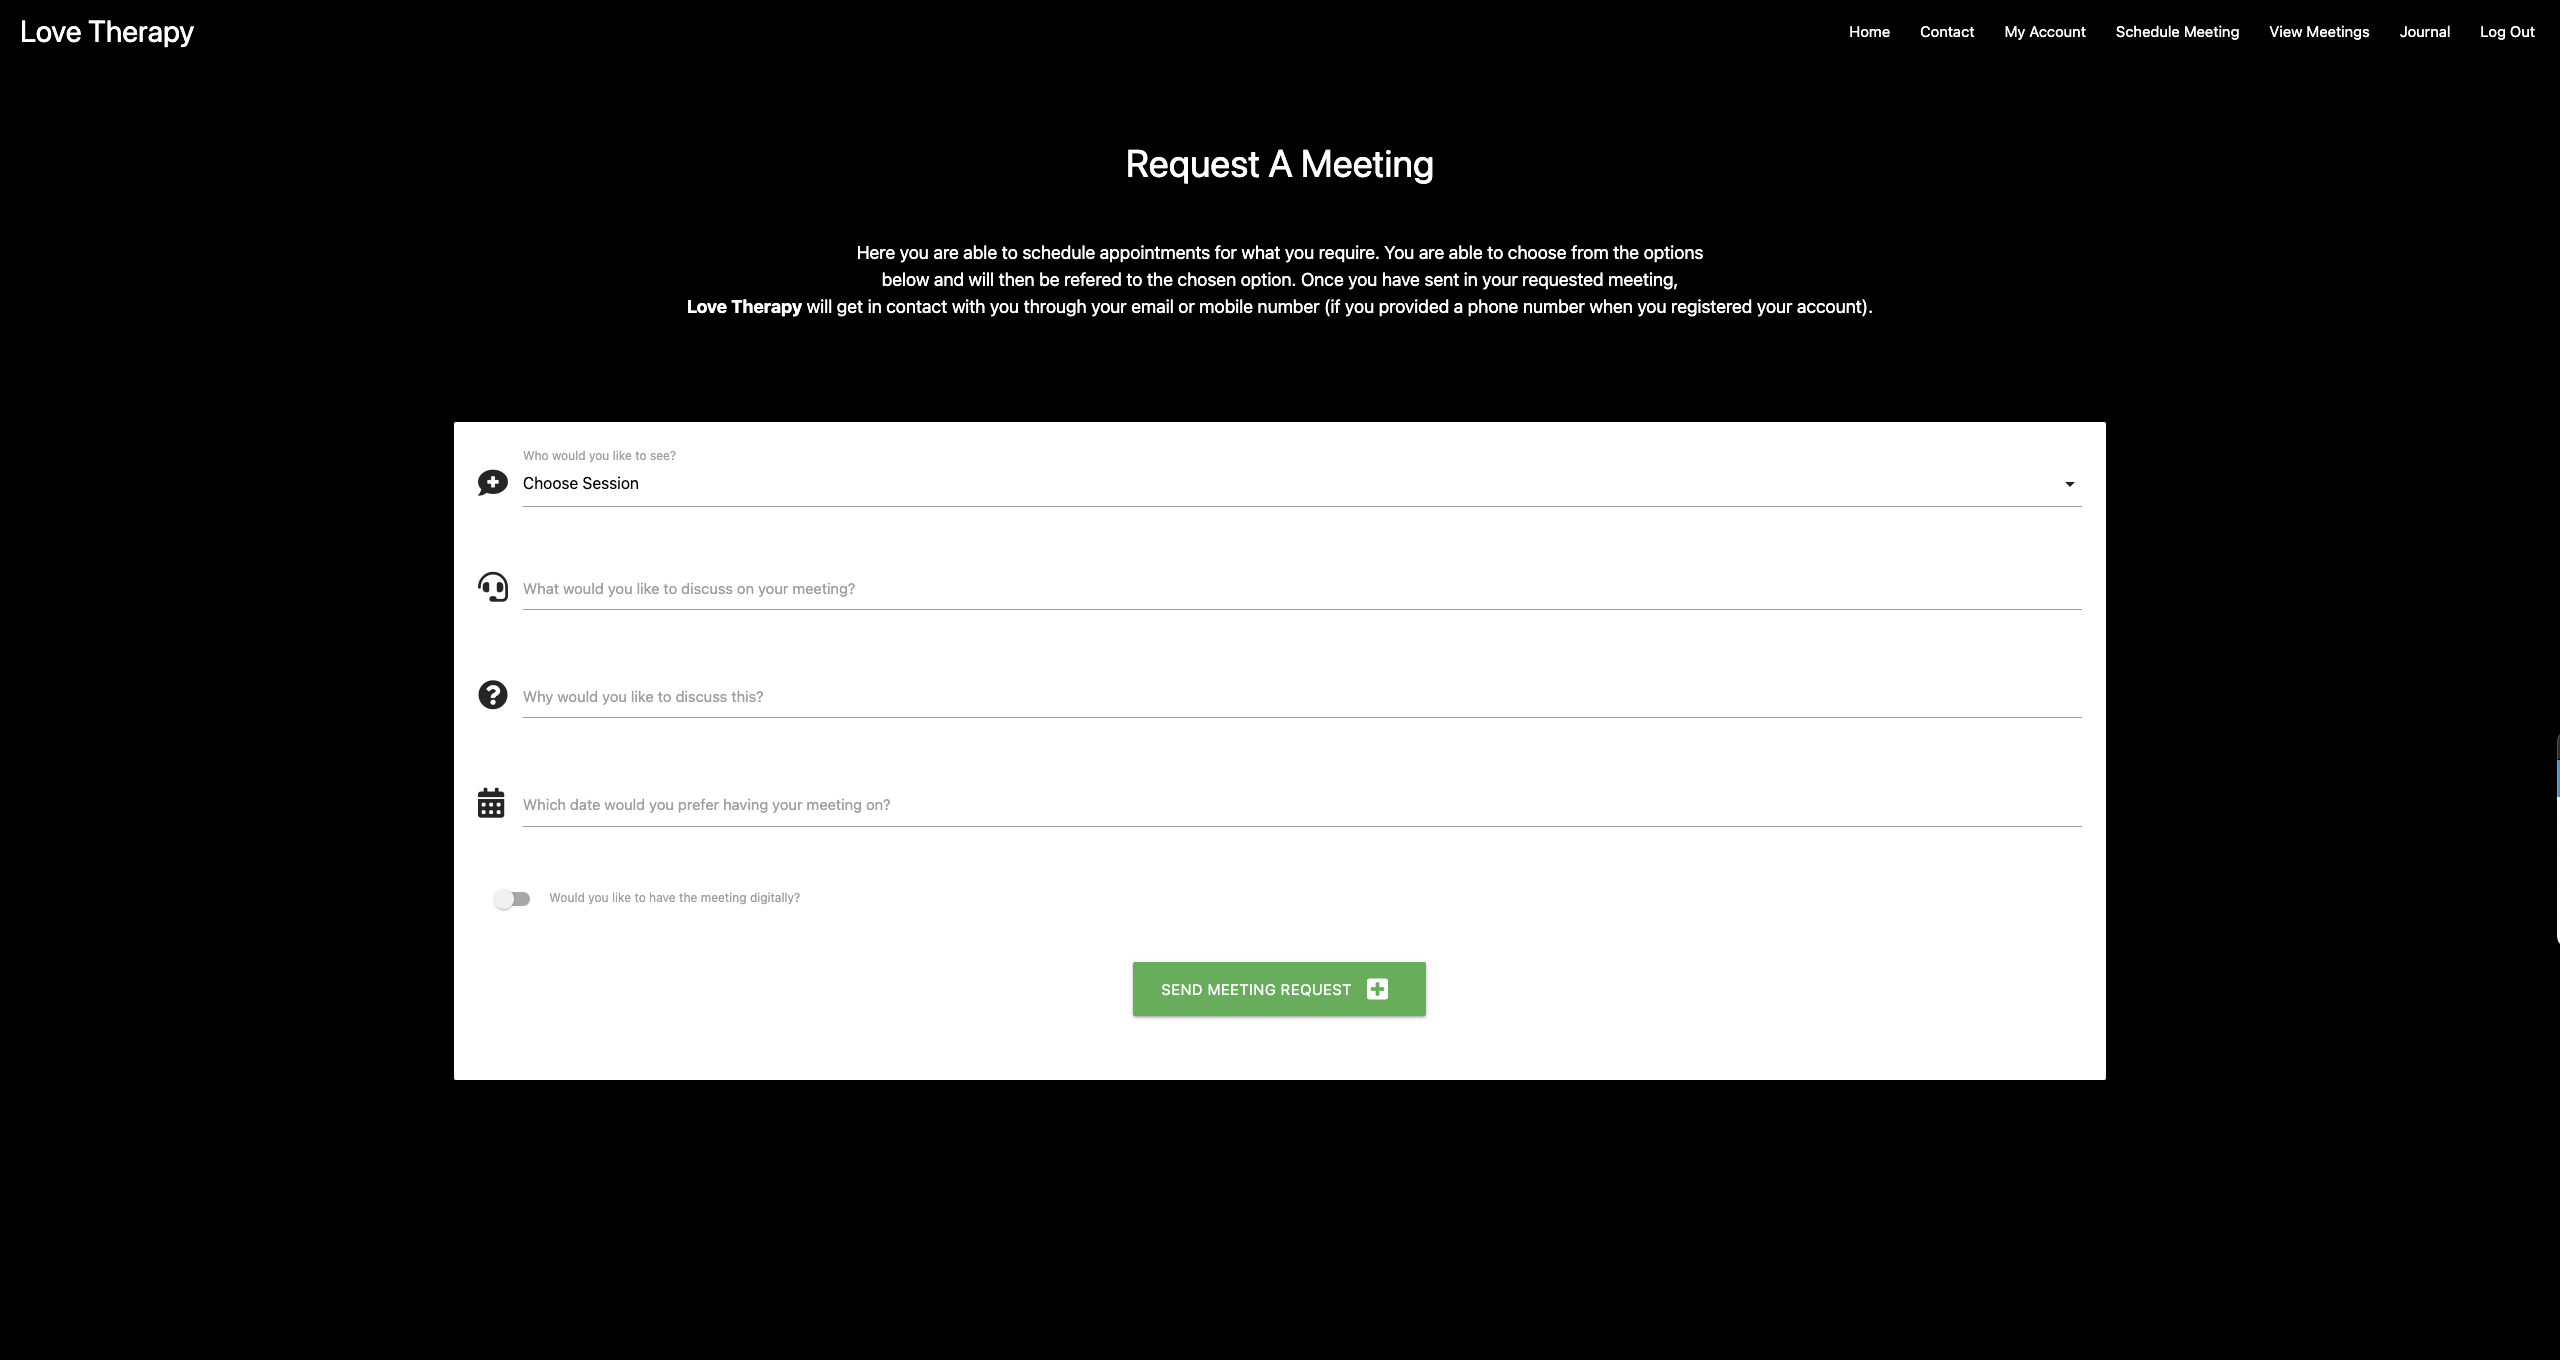 Love Therapy
Home Contact My Account Schedule Meeting View Meetings Journal Log Out
Request A Meeting
Here you are able to schedule appointments for what you require. You are able to choose from the options
below and will then be refered to the chosen option. Once you have sent in your requested meeting,
Love Therapy will get in contact with you through your email or mobile number (if you provided a phone number when you registered your account).
Who would you like to see?
Choose Session
What would you like to discuss on your meeting?
Why would you like to discuss this?
Which date would you prefer having your meeting on?
Would you like to have the meeting digitally?
SEND MEETING REQUEST